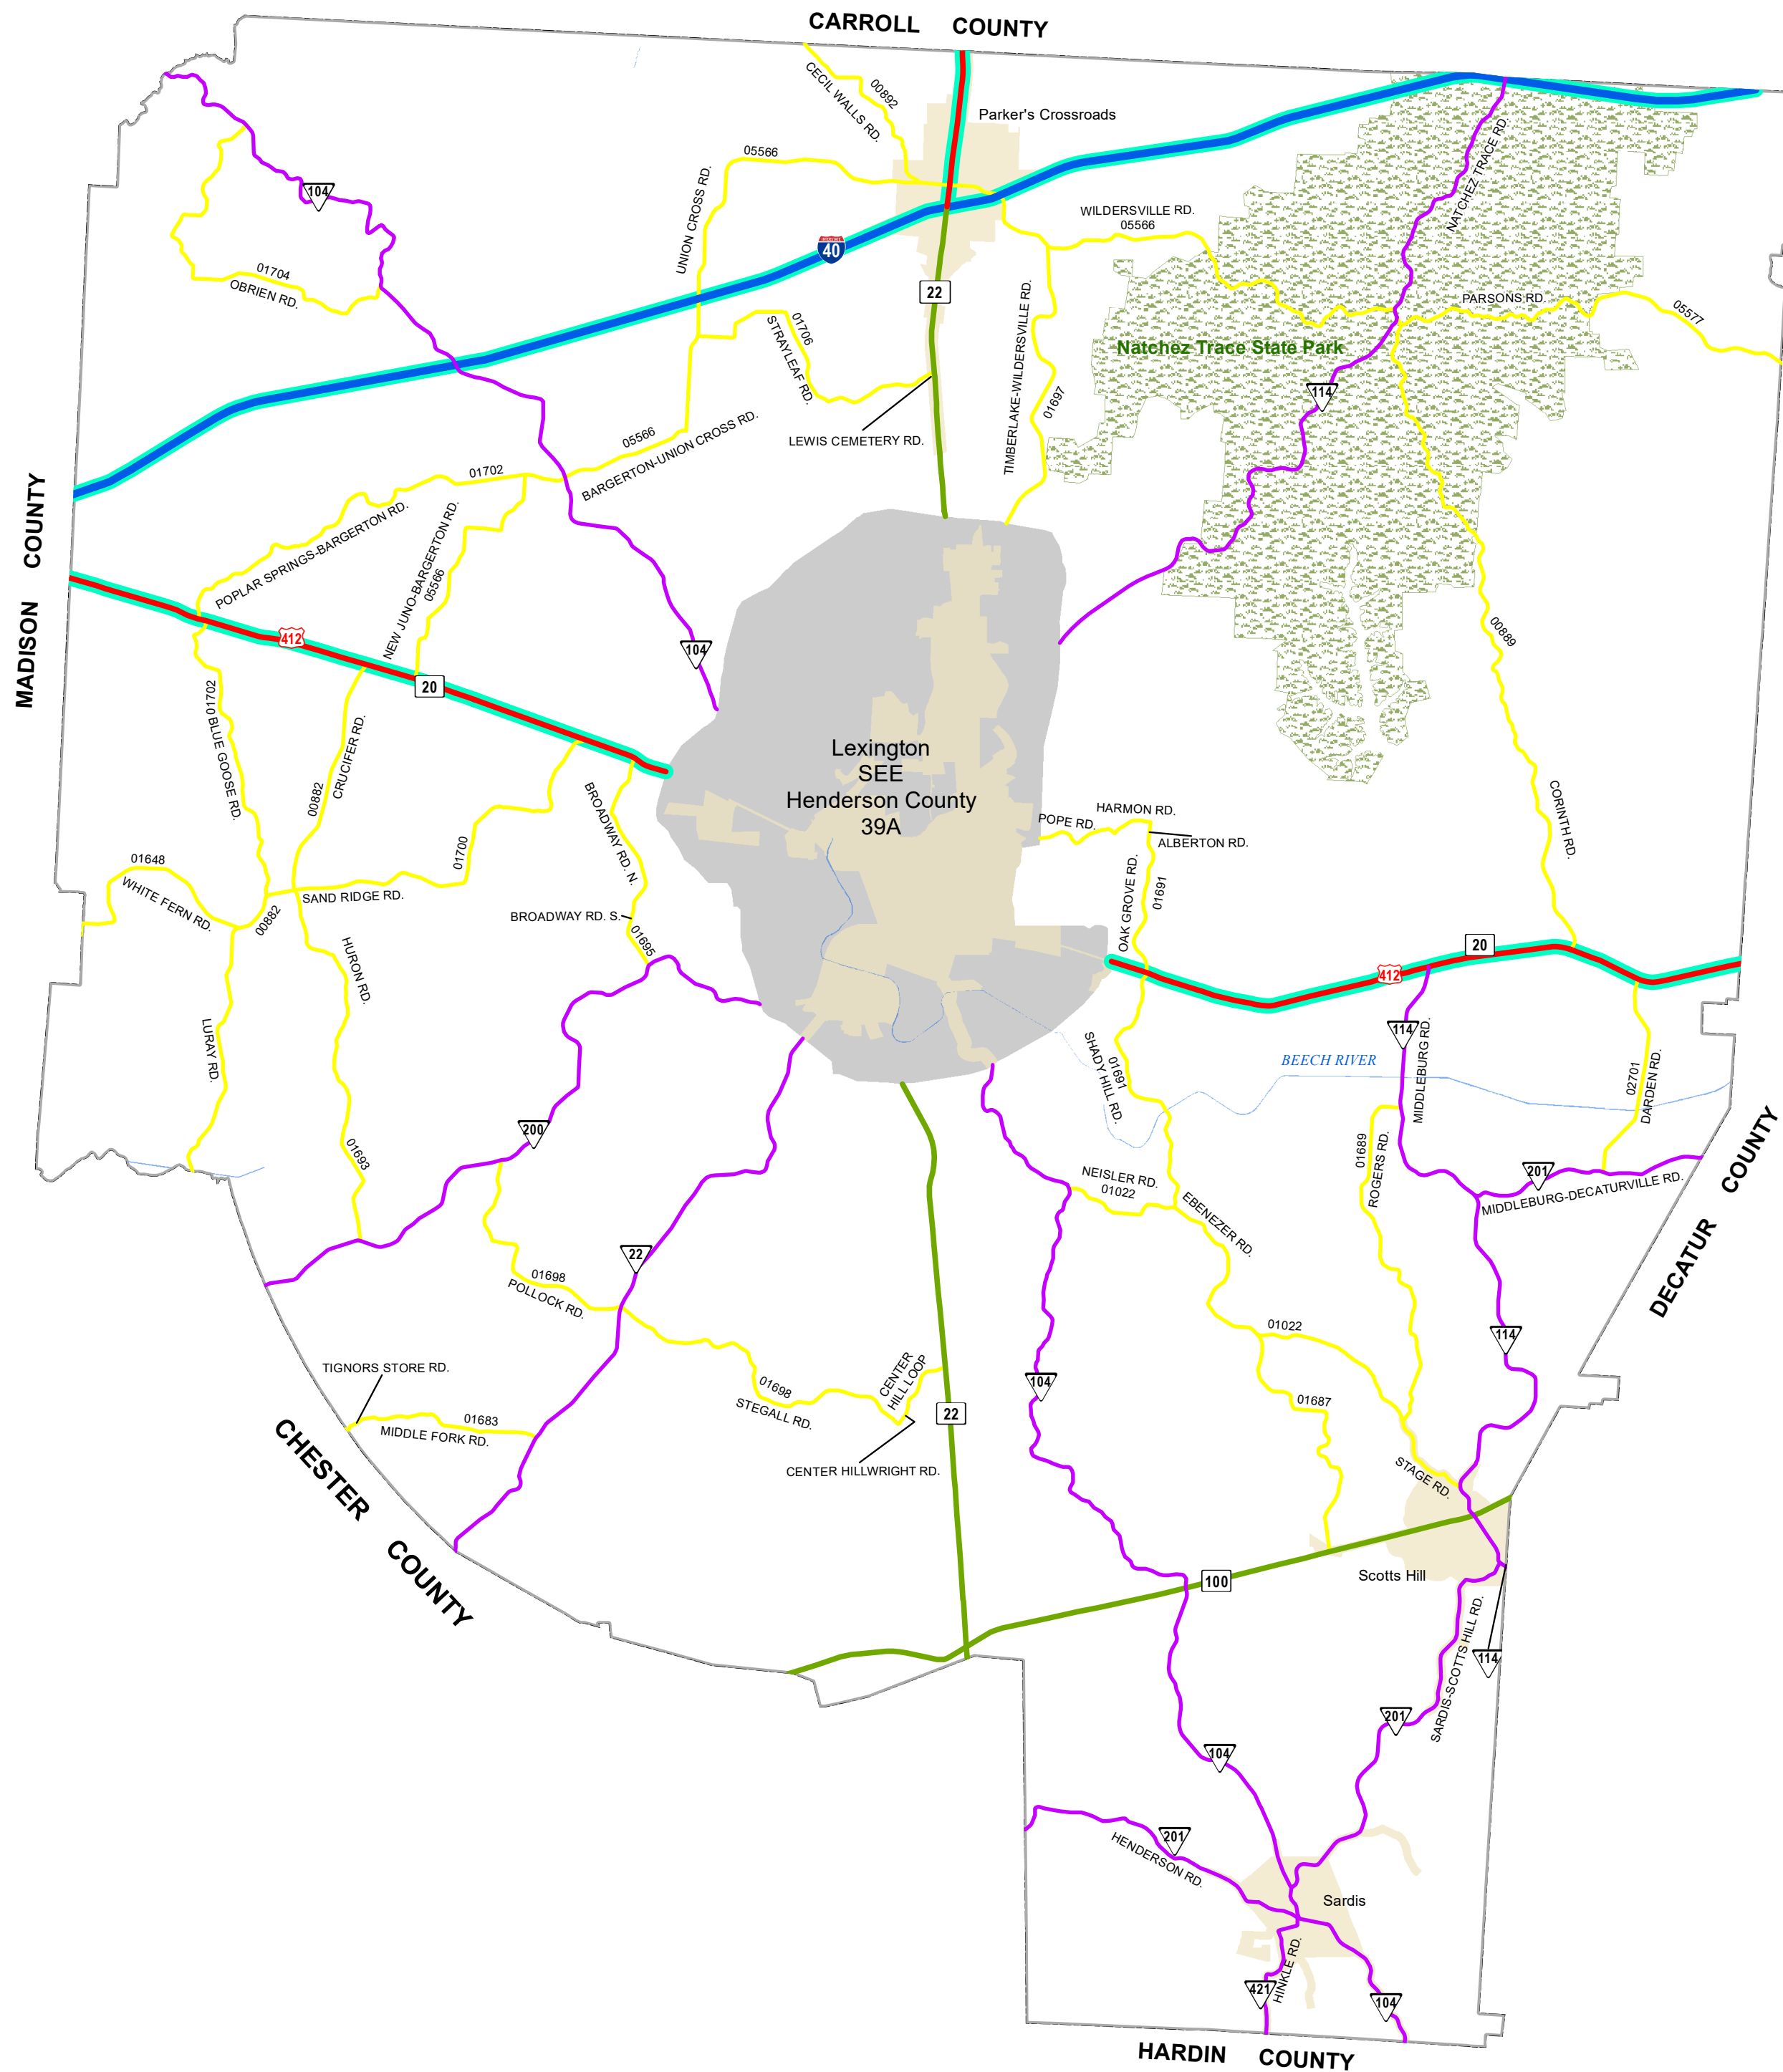 CARROLL COUNTY
CECIL WALLS RD.
00892
Parker's Crossroads
05566
UNION CROSS RD.
104
01704
OBRIEN RD.
40
22
WILDERSVILLE RD.
05566
NATCHEZ TRACE RD.
PARSONS RD.
05577
Natchez Trace State Park
114
01706
STRAYLEAF RD.
LEWIS CEMETERY RD.
TIMBERLAKE-WILDERSVILLE RD.
01697
05566
BARGERTON-UNION CROSS RD.
01702
POPLAR SPRINGS-BARGERTON RD.
NEW JUNO-BARGERTON RD.
05566
MADISON COUNTY
412
20
104
00889
01702
BLUE GOOSE RD.
CRUCIFER RD.
00882
Lexington
SEE
Henderson County
39A
BROADWAY RD. N.
HARMON RD.
POPE RD.
ALBERTON RD.
CORINTH RD.
01648
WHITE FERN RD.
01700
SAND RIDGE RD.
00882
BROADWAY RD. S.
01695
OAK GROVE RD.
01691
20
412
HURON RD.
LURAY RD.
114
MIDDLEBURG RD.
SHADY HILL RD.
01691
BEECH RIVER
02701
DARDEN RD.
200
01693
01689
ROGERS RD.
NEISLER RD.
01022
EBENEZER RD.
201
MIDDLEBURG-DECATURVILLE RD.
DECATUR COUNTY
22
01698
POLLOCK RD.
01022
114
TIGNORS STORE RD.
01683
MIDDLE FORK RD.
01698
STEGALL RD.
CENTER
HILL LOOP
CENTER HILLWRIGHT RD.
22
104
01687
STAGE RD.
CHESTER COUNTY
100
Scotts Hill
SARDIS-SCOTTS HILL RD.
114
201
104
201
HENDERSON RD.
Sardis
HINKLE RD.
421
104
HARDIN COUNTY